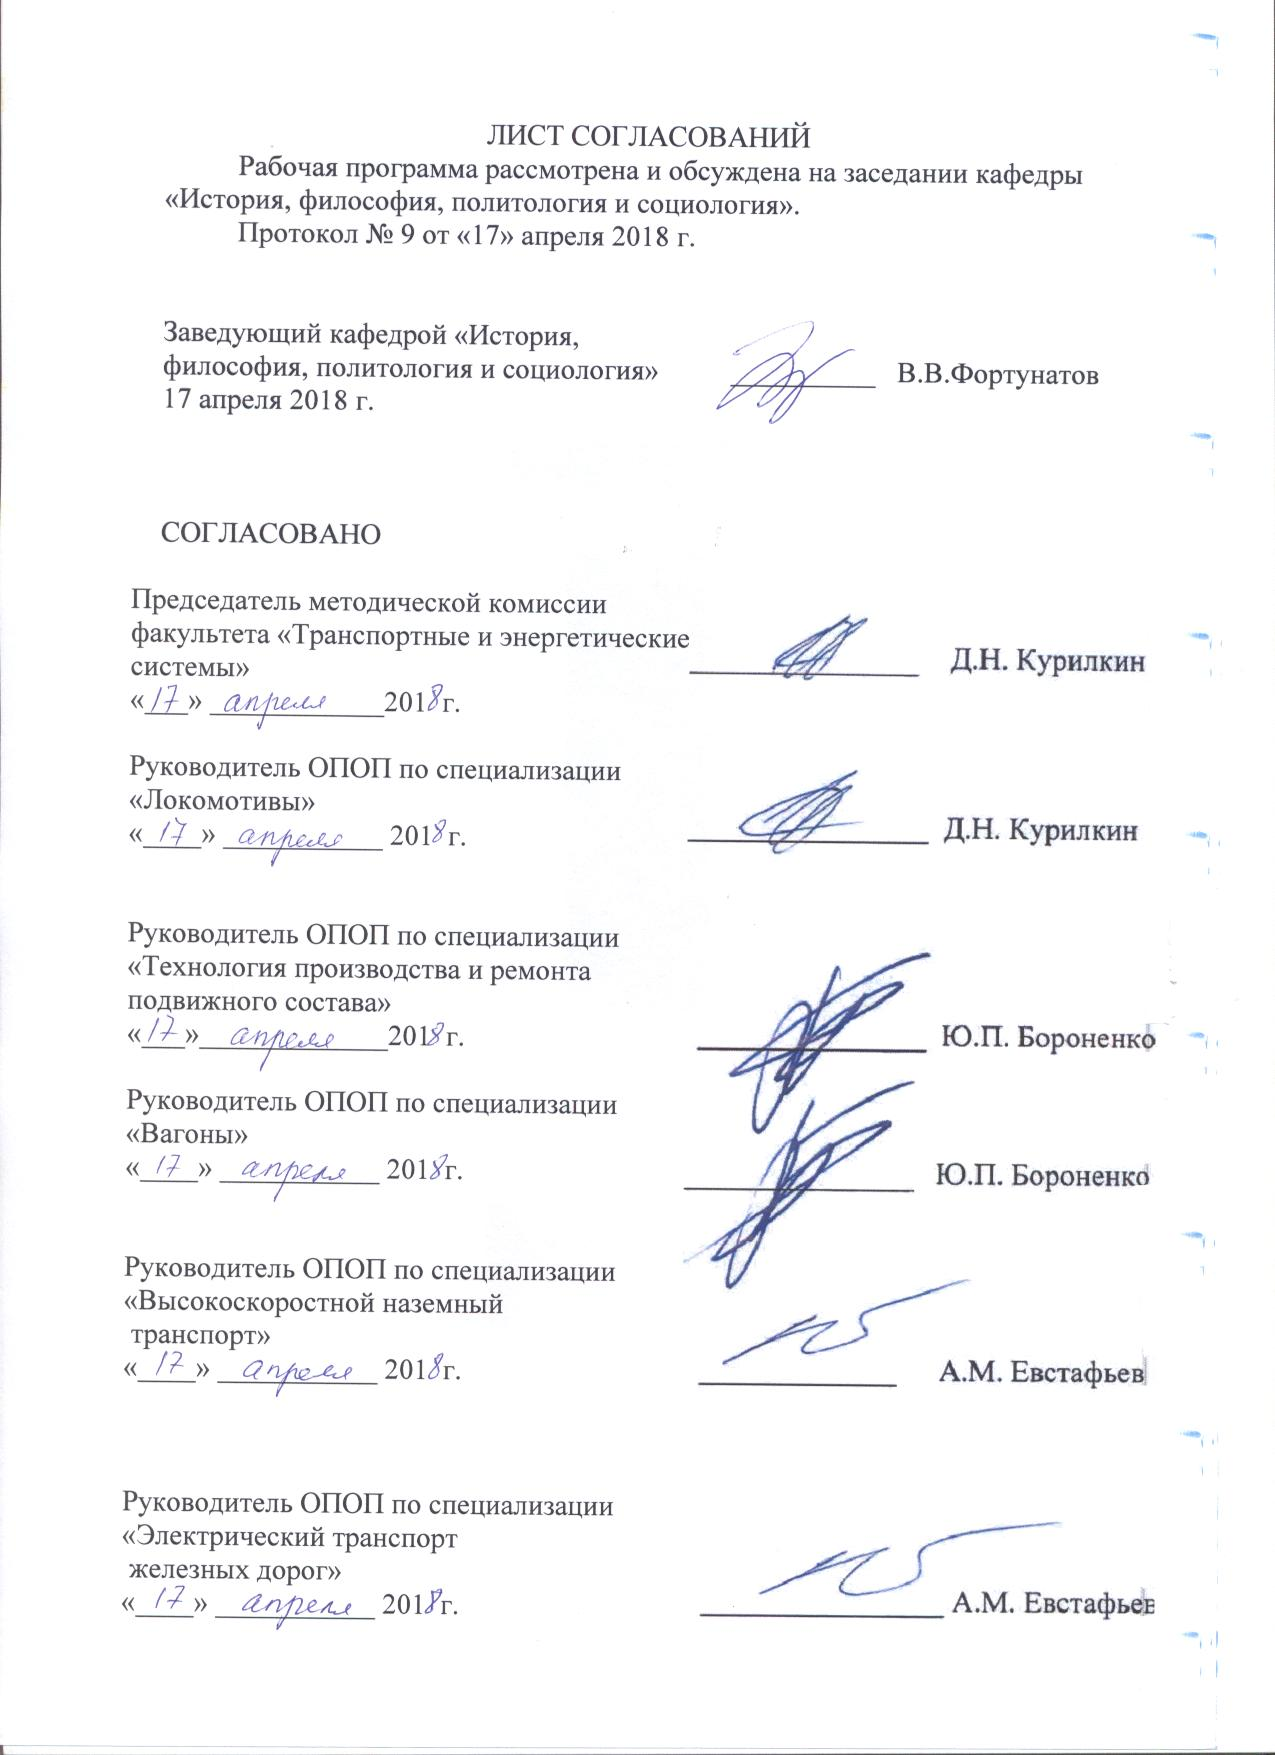 ЛИСТ СОГЛАСОВАНИЙ
Рабочая программа рассмотрена и обсуждена на заседании кафедры
«История, философия, политология и социология».
Протокол № 9 от «17» апреля 2018 г.
Заведующий кафедрой «История,
философия, политология и социология» В.В.Фортунатов
17 апреля 2018 г.
СОГЛАСОВАНО
Председатель методической комиссии
факультета «Транспортные и энергетические
системы» Д.Н. Курилкин
«17» апреля 2018г.
Руководитель ОПОП по специализации
«Локомотивы»
«17» апреля 2018г. Д.Н. Курилкин
Руководитель ОПОП по специализации
«Технология производства и ремонта
подвижного состава»
«17» апреля 2018г. Ю.П. Бороненко
Руководитель ОПОП по специализации
«Вагоны»
«17» апреля 2018г. Ю.П. Бороненко
Руководитель ОПОП по специализации
«Высокоскоростной наземный
транспорт»
«17» апреля 2018г. А.М. Евстафьев
Руководитель ОПОП по специализации
«Электрический транспорт
железных дорог»
«17» апреля 2018г. А.М. Евстафьев